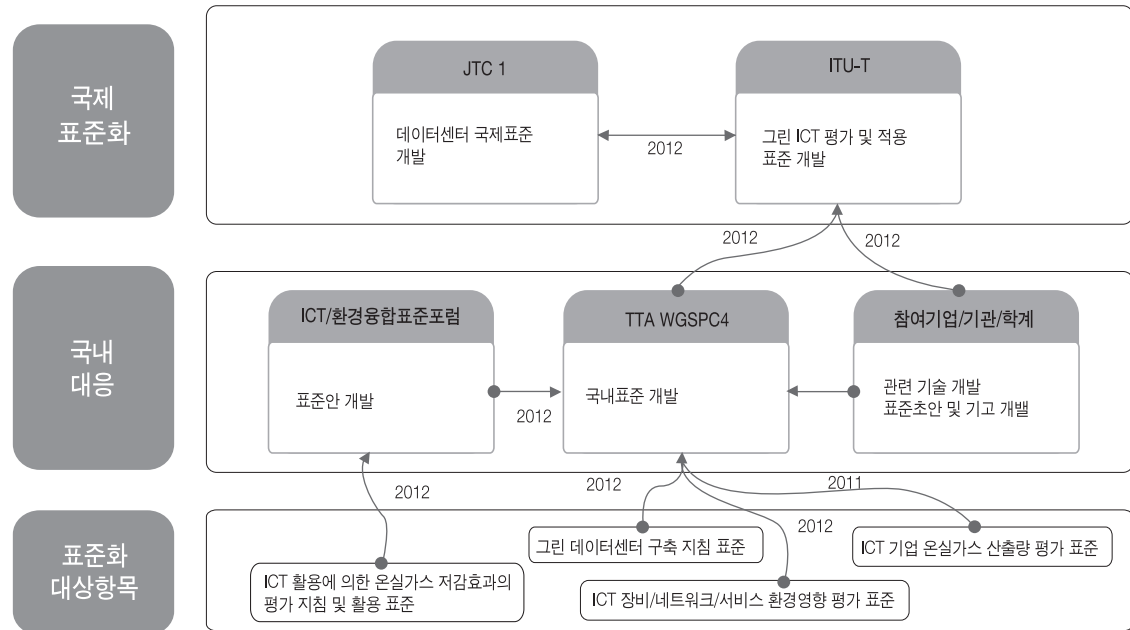 국제
표준화
JTC 1
데이터센터 국제표준
개발
2012
ITU-T
그린 ICT 평가 및 적용
표준 개발
2012
2012
국내
대응
ICT/환경융합표준포럼
표준안 개발
2012
TTA WGSPC4
국내표준 개발
참여기업/기관/학계
관련 기술 개발
표준초안 및 기고 개밸
2012
2012
2011
2012
표준화
대상항목
ICT 활용에 의한 온실가스 저감효과의
평가 지침 및 활용 표준
그린 데이터센터 구축 지침 표준
ICT 장비/네트워크/서비스 환경영향 평가 표준
ICT 기업 온실가스 산출량 평가 표준